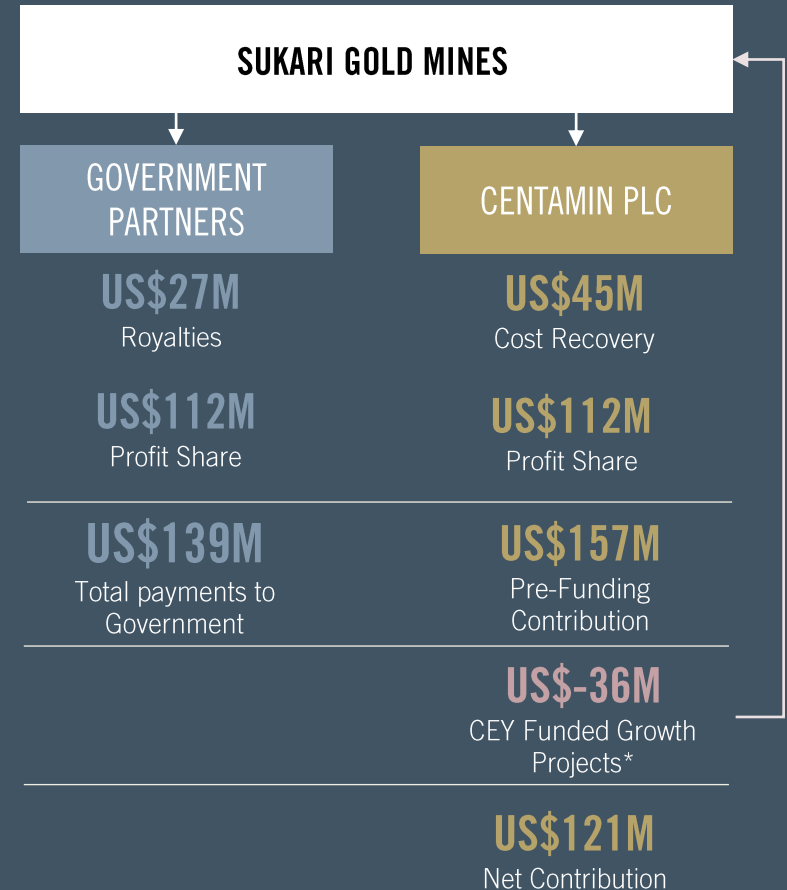 SUKARI GOLD MINES
GOVERNMENT
PARTNERS
US$27M
Royalties
US$112M
Profit Share
US$139M
Total payments to
Government
CENTAMIN PLC
US$45M
Cost Recovery
US$112M
Profit Share
US$157M
Pre-Funding
Contribution
US$-36M
CEY Funded Growth
Projects*
US$121M
Net Contribution